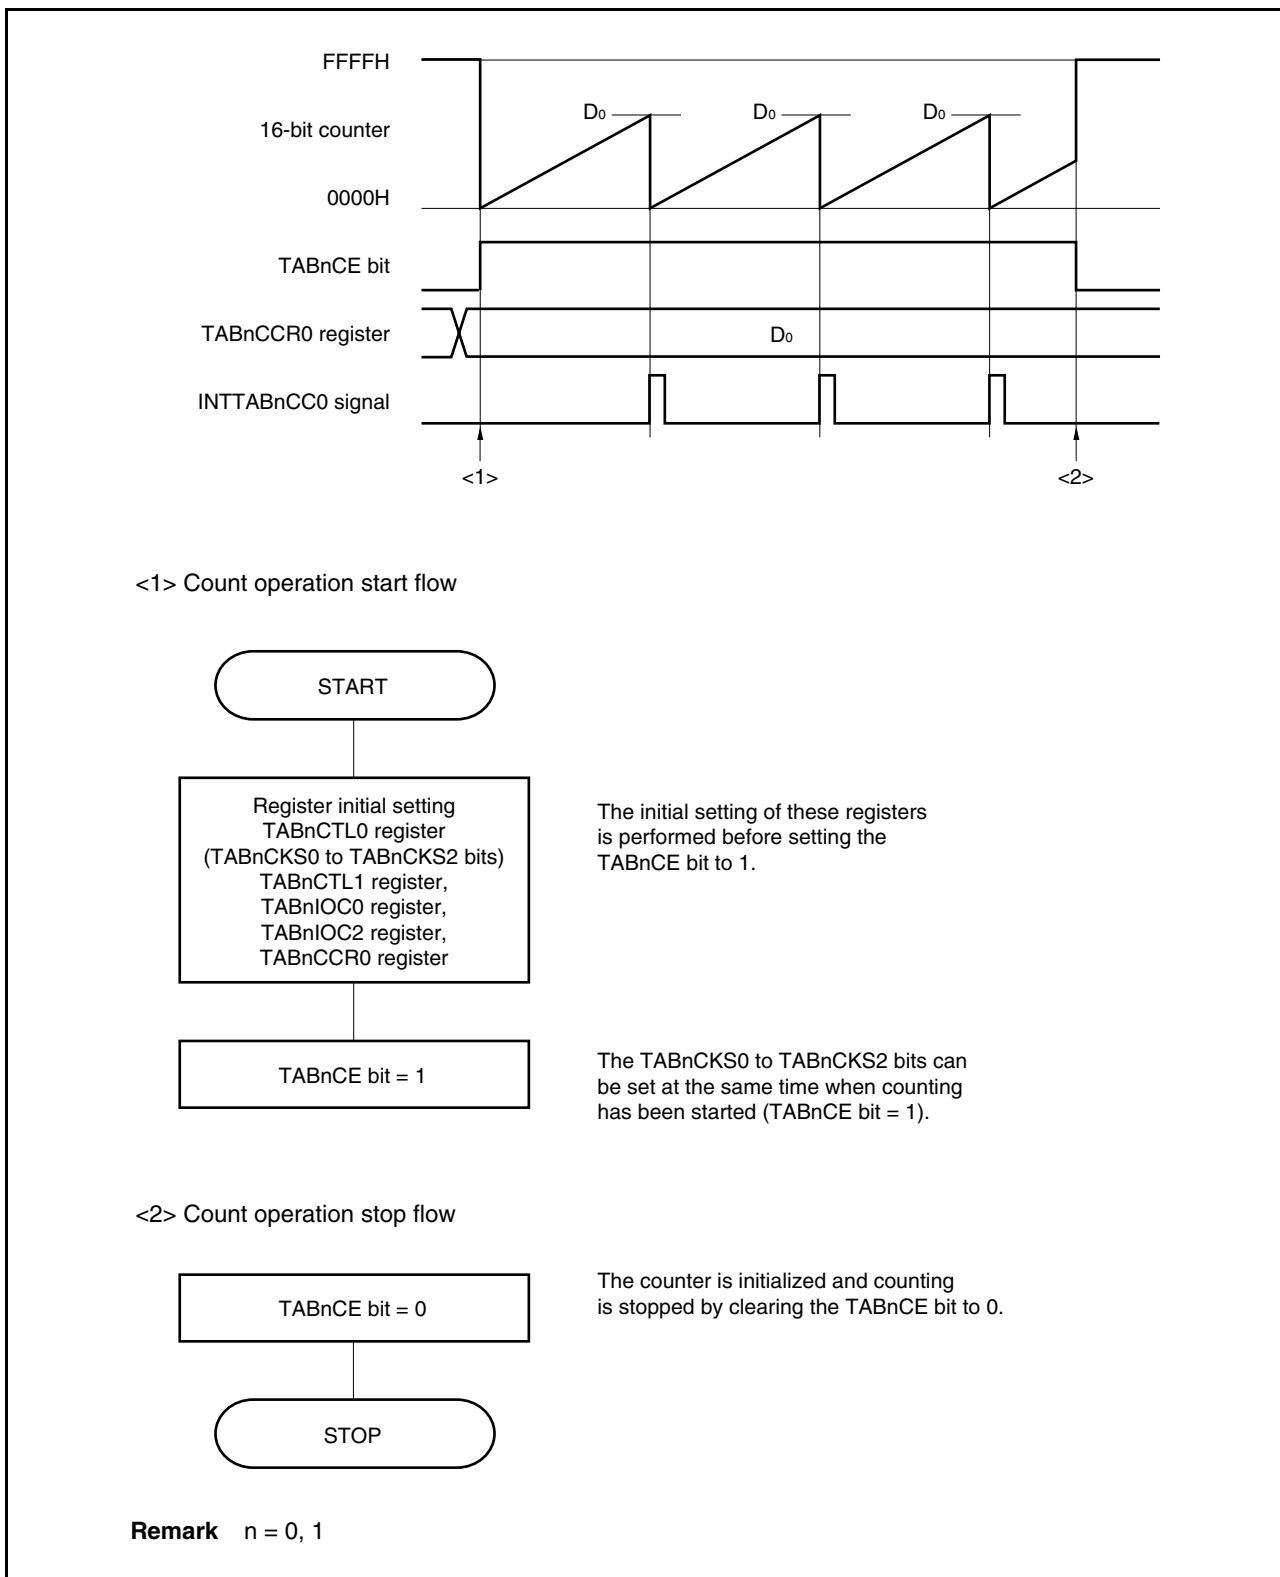 FFFFH
D0 D0 D0
16-bit counter
0000H
TABnCE bit
TABnCCR0 register D0
INTTABnCC0 signal
<1> <2>
<1> Count operation start flow
START
Register initial setting
TABnCTL0 register
(TABnCKS0 to TABnCKS2 bits)
TABnCTL1 register,
TABnIOC0 register,
TABnIOC2 register,
TABnCCR0 register
The initial setting of these registers
is performed before setting the
TABnCE bit to 1.
TABnCE bit = 1
The TABnCKS0 to TABnCKS2 bits can
be set at the same time when counting
has been started (TABnCE bit = 1).
<2> Count operation stop flow
TABnCE bit = 0
The counter is initialized and counting
is stopped by clearing the TABnCE bit to 0.
STOP
Remark n = 0, 1